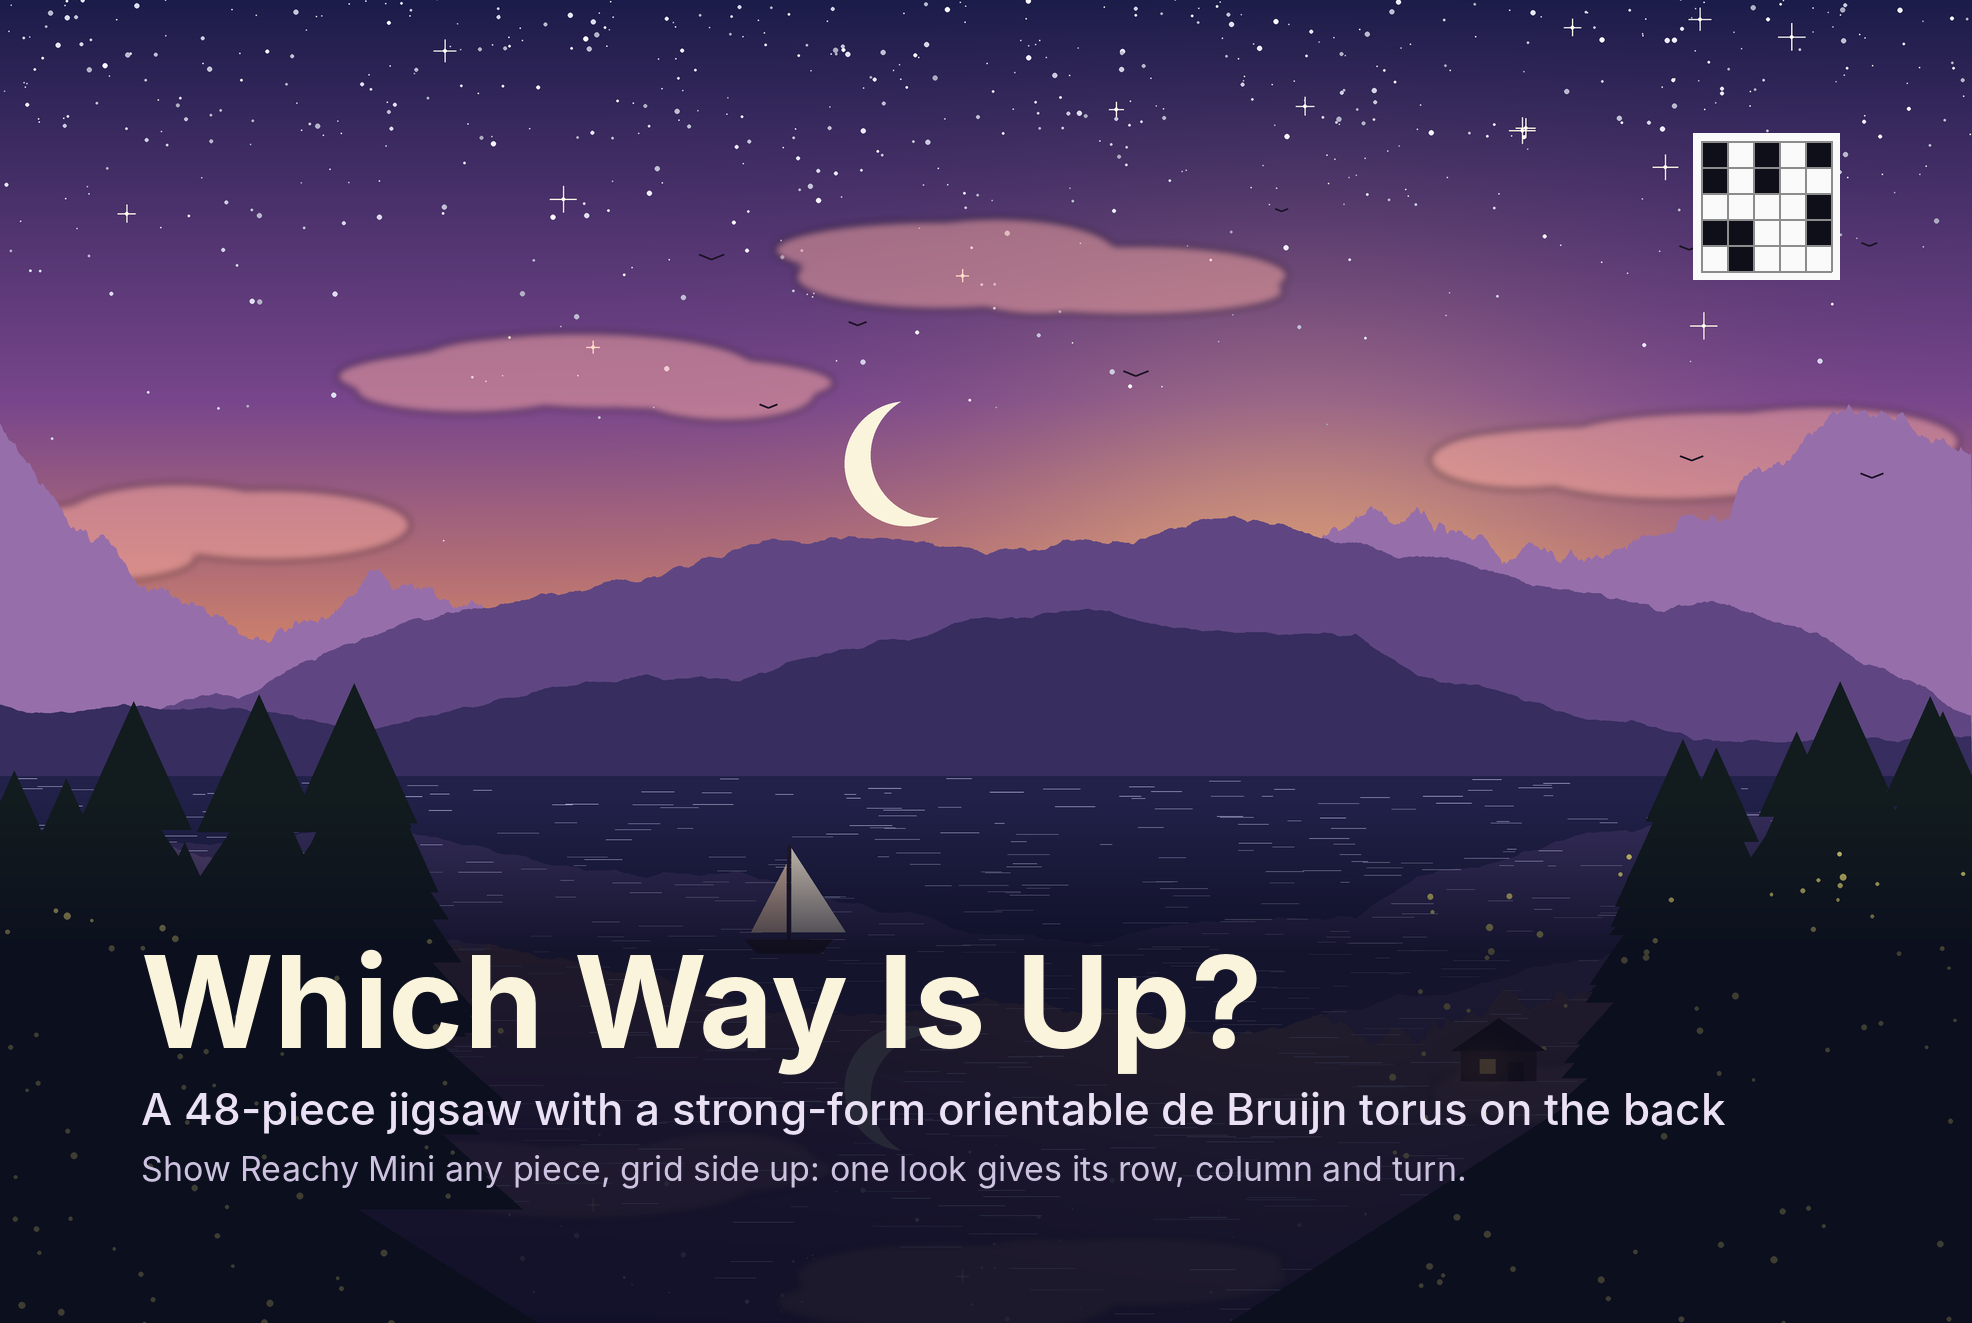 Which Way Is Up?
A 48-piece jigsaw with a strong-form orientable de Bruijn torus on the back
Show Reachy Mini any piece, grid side up: one look gives its row, column and turn.